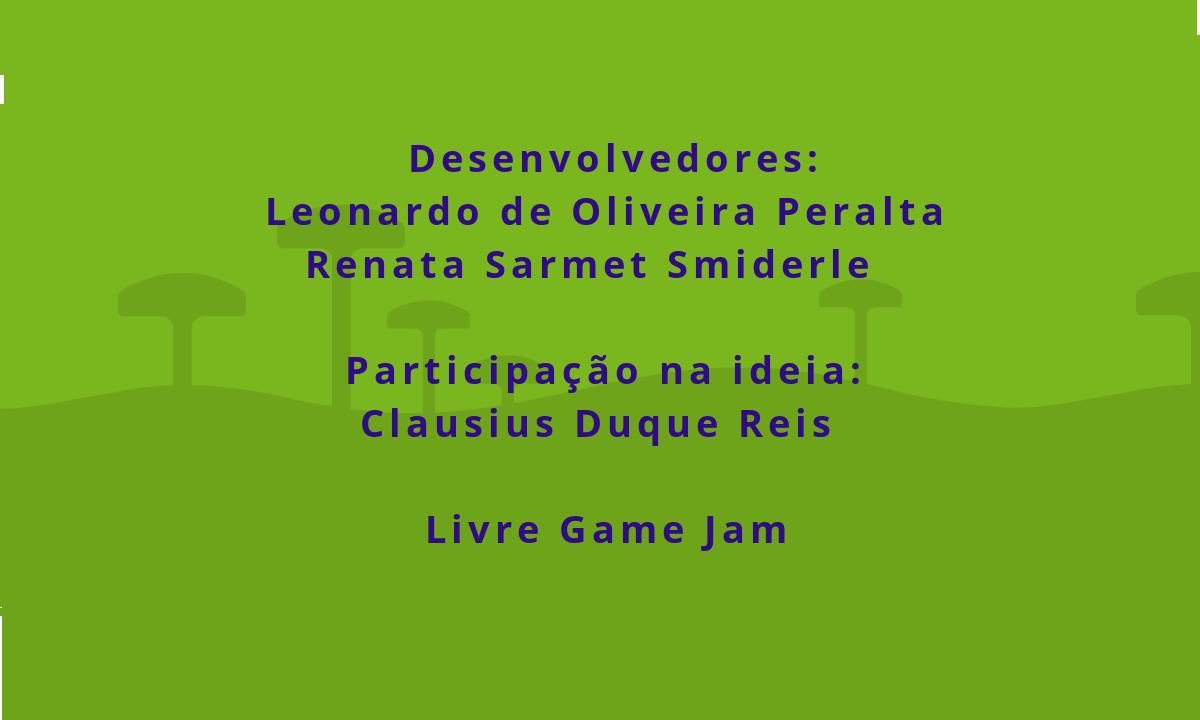 Desenvolvedores:
Leonardo de Oliveira Peralta
Renata Sarmet Smiderle
Participação na ideia:
Clausius Duque Reis
Livre Game Jam